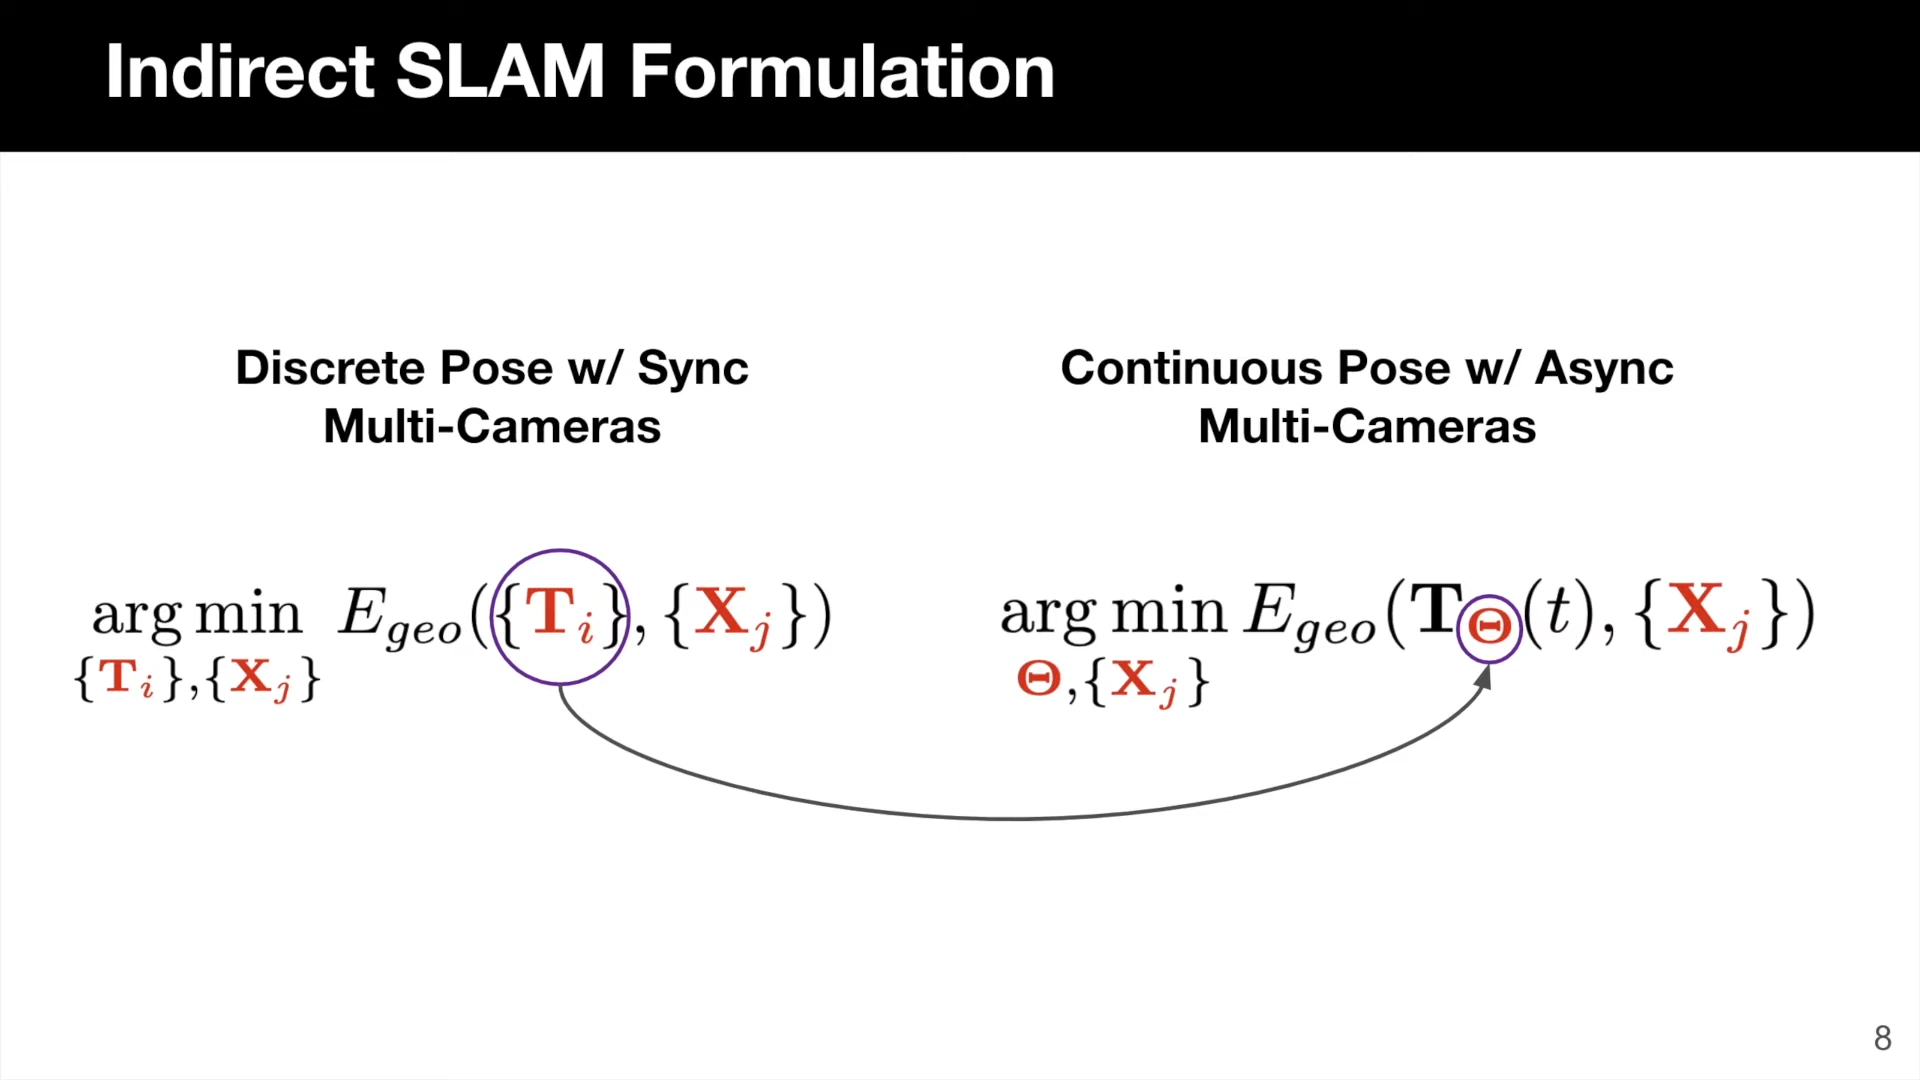 Indirect SLAM Formulation
Discrete Pose w/ Sync
Multi-Cameras
arg min E_geo({T_i}, {X_j})
{T_i},{X_j}
Continuous Pose w/ Async
Multi-Cameras
arg min E_geo(T_Θ(t), {X_j})
Θ,{X_j}
8